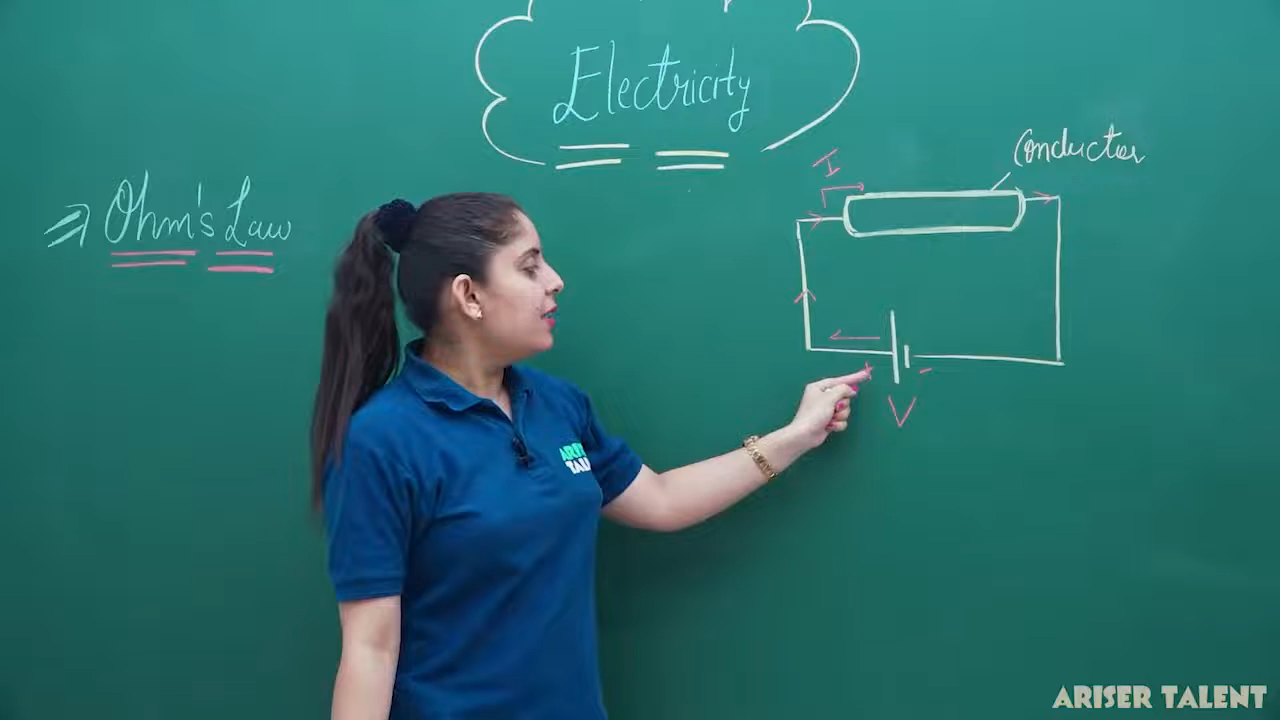 Electricity
Conductor
I
⇒ Ohm's Law
+ -
V
ARISER TALENT